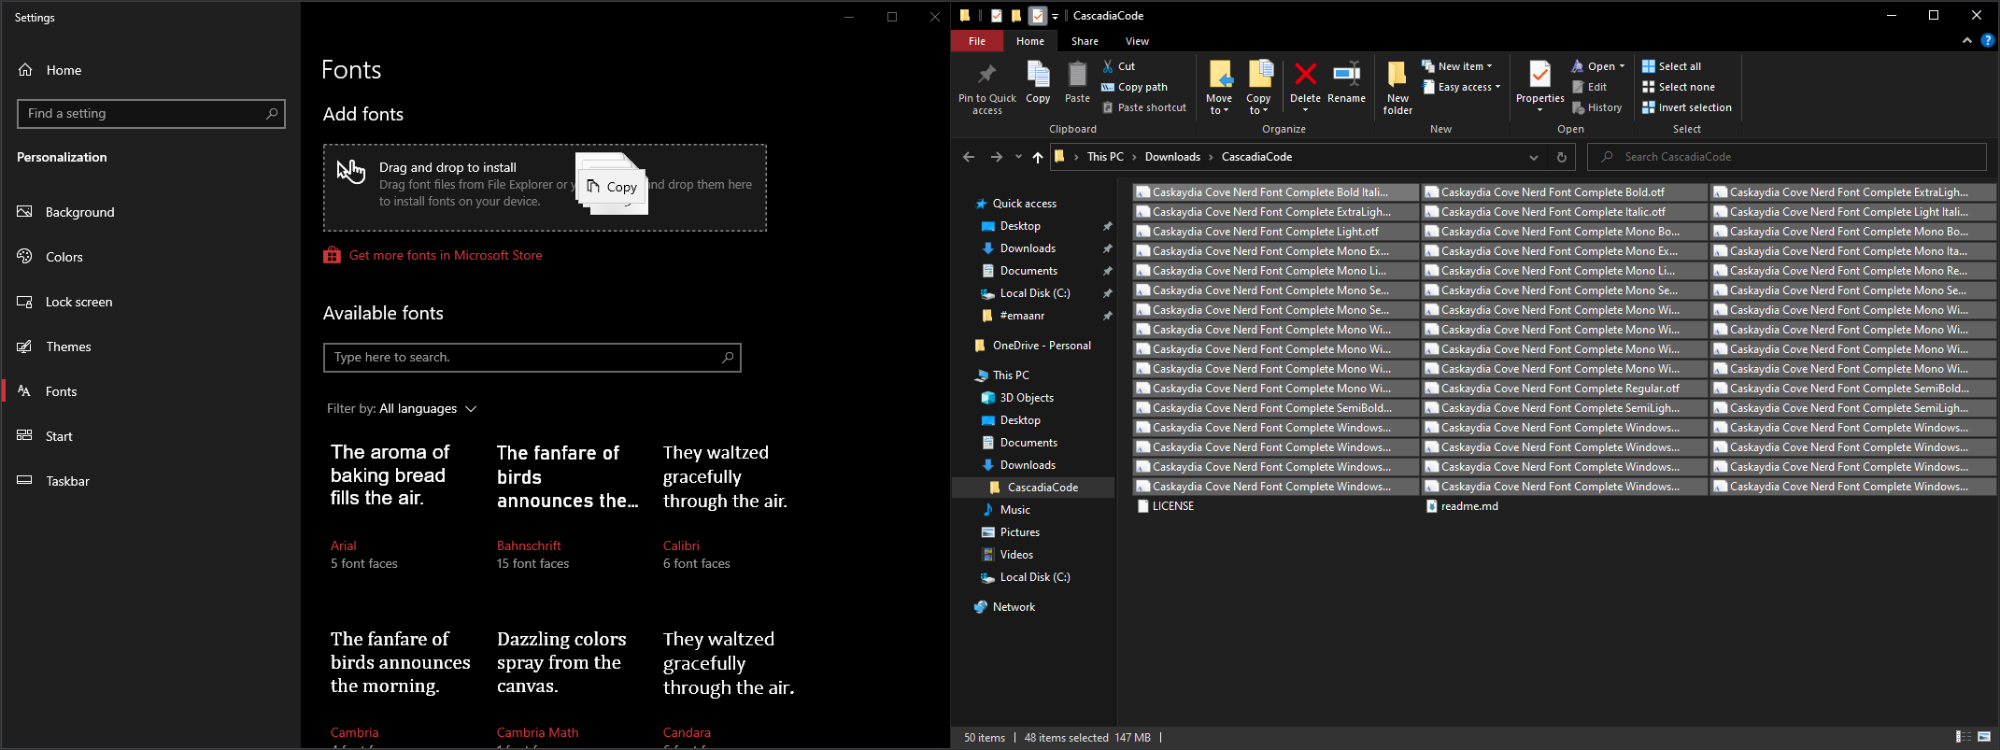 Settings
Home
Find a setting
Personalization
Background
Colors
Lock screen
Themes
Fonts
Start
Taskbar
Fonts
Add fonts
Drag and drop to install
Drag font files from File Explorer or and drop them here
to install fonts on your device.
Copy
Get more fonts in Microsoft Store
Available fonts
Type here to search.
Filter by: All languages
The aroma of
baking bread
fills the air.
Arial
5 font faces
The fanfare of
birds
announces the...
Bahnschrift
15 font faces
They waltzed
gracefully
through the air.
Calibri
6 font faces
The fanfare of
birds announces
the morning.
Cambria
Dazzling colors
spray from the
canvas.
Cambria Math
They waltzed
gracefully
through the air.
Candara
CascadiaCode
File Home Share View
Pin to Quick
access
Copy
Paste
Cut
Copy path
Paste shortcut
Clipboard
Move
to
Copy
to
Delete
Rename
Organize
New
folder
New item
Easy access
New
Properties
Open
Edit
History
Open
Select all
Select none
Invert selection
Select
This PC > Downloads > CascadiaCode
Search CascadiaCode
Quick access
Desktop
Downloads
Documents
Local Disk (C:)
#emaanr
OneDrive - Personal
This PC
3D Objects
Desktop
Documents
Downloads
CascadiaCode
Music
Pictures
Videos
Local Disk (C:)
Network
Caskaydia Cove Nerd Font Complete Bold Itali... Caskaydia Cove Nerd Font Complete Bold.otf Caskaydia Cove Nerd Font Complete ExtraLigh...
Caskaydia Cove Nerd Font Complete ExtraLigh... Caskaydia Cove Nerd Font Complete Italic.otf Caskaydia Cove Nerd Font Complete Light Itali...
Caskaydia Cove Nerd Font Complete Light.otf Caskaydia Cove Nerd Font Complete Mono Bo... Caskaydia Cove Nerd Font Complete Mono Bo...
Caskaydia Cove Nerd Font Complete Mono Ex... Caskaydia Cove Nerd Font Complete Mono Ex... Caskaydia Cove Nerd Font Complete Mono Ita...
Caskaydia Cove Nerd Font Complete Mono Li... Caskaydia Cove Nerd Font Complete Mono Li... Caskaydia Cove Nerd Font Complete Mono Re...
Caskaydia Cove Nerd Font Complete Mono Se... Caskaydia Cove Nerd Font Complete Mono Se... Caskaydia Cove Nerd Font Complete Mono Se...
Caskaydia Cove Nerd Font Complete Mono Se... Caskaydia Cove Nerd Font Complete Mono Wi... Caskaydia Cove Nerd Font Complete Mono Wi...
Caskaydia Cove Nerd Font Complete Mono Wi... Caskaydia Cove Nerd Font Complete Mono Wi... Caskaydia Cove Nerd Font Complete Mono Wi...
Caskaydia Cove Nerd Font Complete Mono Wi... Caskaydia Cove Nerd Font Complete Mono Wi... Caskaydia Cove Nerd Font Complete Mono Wi...
Caskaydia Cove Nerd Font Complete Mono Wi... Caskaydia Cove Nerd Font Complete Mono Wi... Caskaydia Cove Nerd Font Complete Mono Wi...
Caskaydia Cove Nerd Font Complete Mono Wi... Caskaydia Cove Nerd Font Complete Regular.otf Caskaydia Cove Nerd Font Complete SemiBold...
Caskaydia Cove Nerd Font Complete SemiBold... Caskaydia Cove Nerd Font Complete SemiLigh... Caskaydia Cove Nerd Font Complete SemiLigh...
Caskaydia Cove Nerd Font Complete Windows... Caskaydia Cove Nerd Font Complete Windows... Caskaydia Cove Nerd Font Complete Windows...
Caskaydia Cove Nerd Font Complete Windows... Caskaydia Cove Nerd Font Complete Windows... Caskaydia Cove Nerd Font Complete Windows...
Caskaydia Cove Nerd Font Complete Windows... Caskaydia Cove Nerd Font Complete Windows... Caskaydia Cove Nerd Font Complete Windows...
Caskaydia Cove Nerd Font Complete Windows... Caskaydia Cove Nerd Font Complete Windows... Caskaydia Cove Nerd Font Complete Windows...
LICENSE readme.md
50 items | 48 items selected 147 MB |